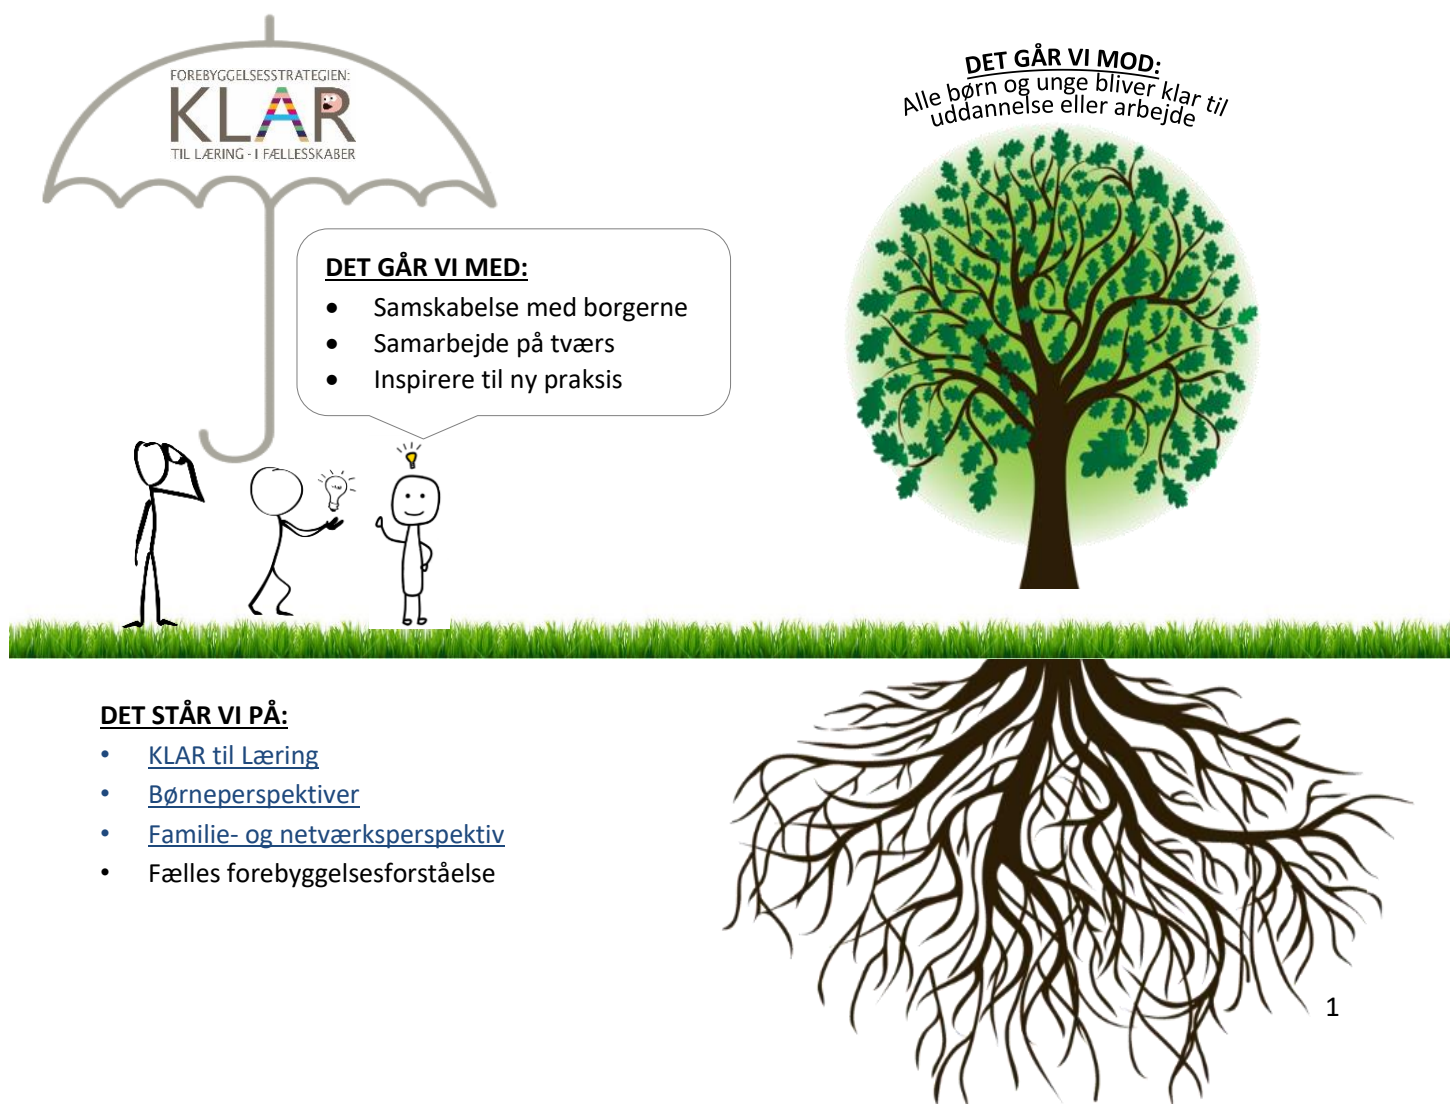 FOREBYGGELSESSTRATEGIEN:
KLAR
TIL LÆRING - I FÆLLESSKABER
DET GÅR VI MOD:
Alle børn og unge bliver klar til
uddannelse eller arbejde
DET GÅR VI MED:
• Samskabelse med borgerne
• Samarbejde på tværs
• Inspirere til ny praksis
DET STÅR VI PÅ:
• KLAR til Læring
• Børneperspektiver
• Familie- og netværksperspektiv
• Fælles forebyggelsesforståelse
1